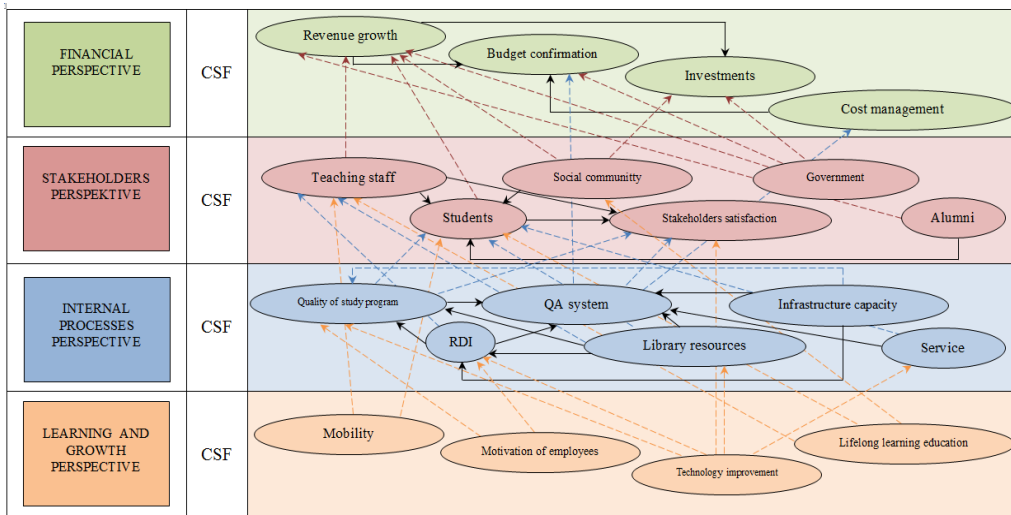 FINANCIAL
PERSPECTIVE
CSF
Revenue growth
Budget confirmation
Investments
Cost management
STAKEHOLDERS
PERSPEKTIVE
CSF
Teaching staff
Social communitty
Government
Students
Stakeholders satisfaction
Alumni
INTERNAL
PROCESSES
PERSPECTIVE
CSF
Quality of study program
QA system
Infrastructure capacity
RDI
Library resources
Service
LEARNING AND
GROWTH
PERSPECTIVE
CSF
Mobility
Motivation of employees
Technology improvement
Lifelong learning education